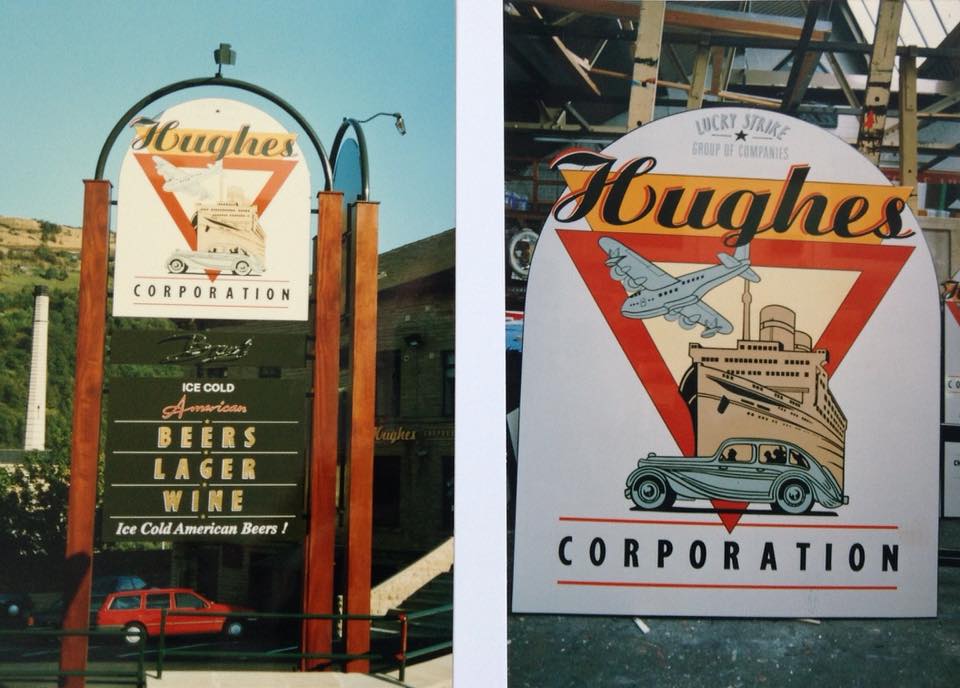 Hughes
CORPORATION
ICE COLD
American
BEERS
LAGER
WINE
Ice Cold American Beers !
Hughes
LUCKY STRIKE
GROUP OF COMPANIES
Hughes
CORPORATION